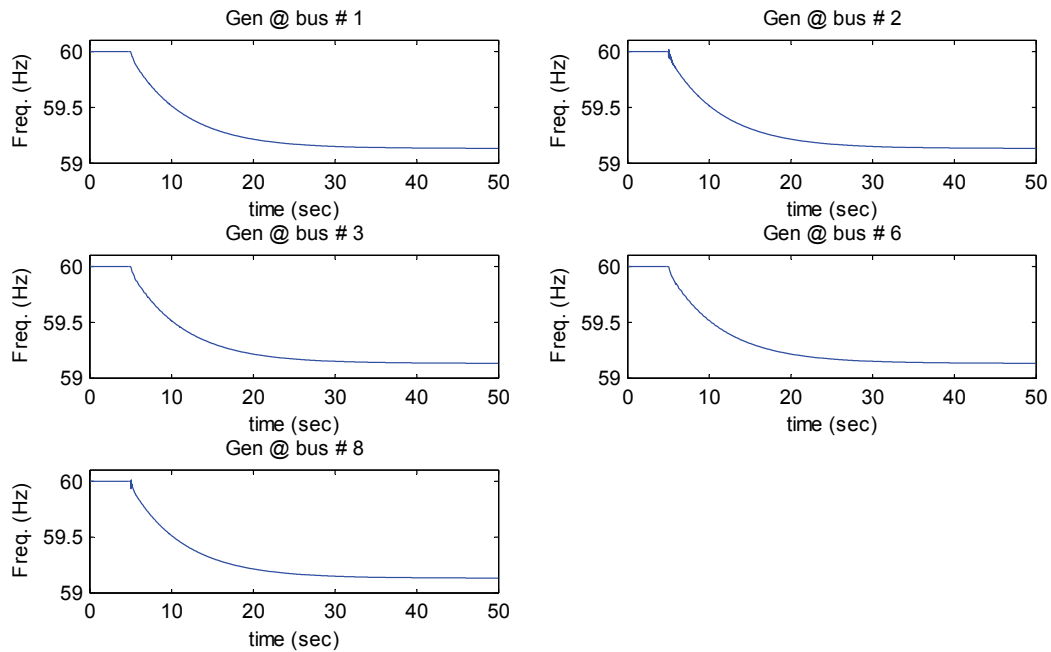 Gen @ bus # 1
60
59.5
59
Freq. (Hz)
0 10 20 30 40 50
time (sec)
Gen @ bus # 2
60
59.5
59
Freq. (Hz)
0 10 20 30 40 50
time (sec)
Gen @ bus # 3
60
59.5
59
Freq. (Hz)
0 10 20 30 40 50
time (sec)
Gen @ bus # 6
60
59.5
59
Freq. (Hz)
0 10 20 30 40 50
time (sec)
Gen @ bus # 8
60
59.5
59
Freq. (Hz)
0 10 20 30 40 50
time (sec)